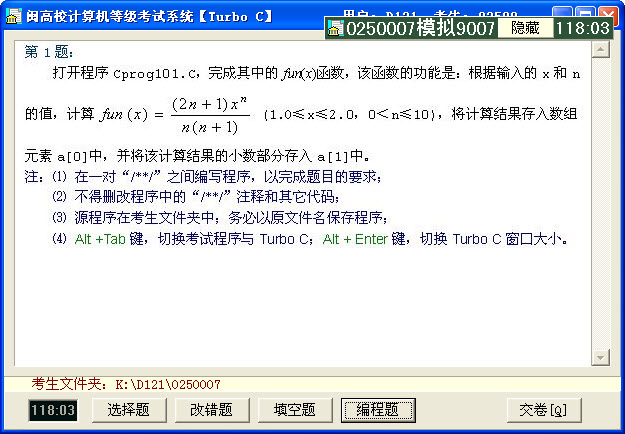 闽高校计算机等级考试系统【Turbo C】
0250007模拟9007 隐藏 118:03
第 1 题:
打开程序 Cprog101.C，完成其中的 fun(x)函数，该函数的功能是：根据输入的 x 和 n
的值，计算 fun (x) = (2n+1)x^n / n(n+1) (1.0≤x≤2.0，0＜n≤10)，将计算结果存入数组
元素 a[0]中，并将该计算结果的小数部分存入 a[1]中。
注：⑴ 在一对“/**/”之间编写程序，以完成题目的要求；
⑵ 不得删改程序中的“/**/”注释和其它代码；
⑶ 源程序在考生文件夹中；务必以原文件名保存程序；
⑷ Alt +Tab 键，切换考试程序与 Turbo C；Alt + Enter 键，切换 Turbo C 窗口大小。
考生文件夹：K:\D121\0250007
118:03 选择题 改错题 填空题 编程题 交卷[Q]